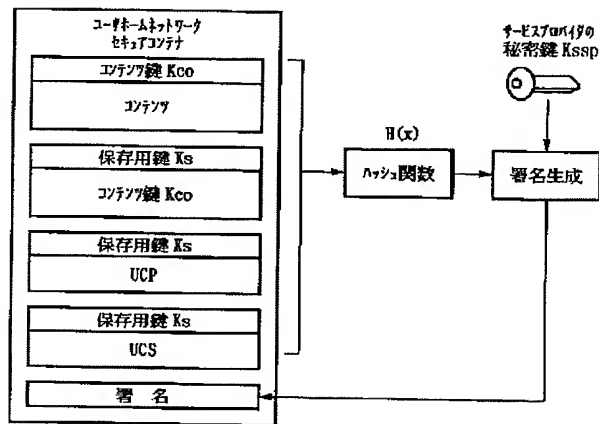 ユーザホームネットワーク
セキュアコンテナ
コンテンツ鍵 Kco
コンテンツ
保存用鍵 Ks
コンテンツ鍵 Kco
保存用鍵 Ks
UCP
保存用鍵 Ks
UCS
署 名
H(x)
ハッシュ関数
サービスプロバイダの
秘密鍵 Kssp
署名生成